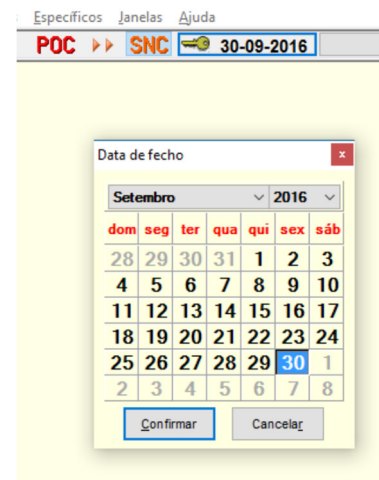 Específicos Janelas Ajuda
POC SNC 30-09-2016
Data de fecho x
Setembro 2016
dom seg ter qua qui sex sáb
28 29 30 31 1 2 3
4 5 6 7 8 9 10
11 12 13 14 15 16 17
18 19 20 21 22 23 24
25 26 27 28 29 30 1
2 3 4 5 6 7 8
Confirmar Cancelar